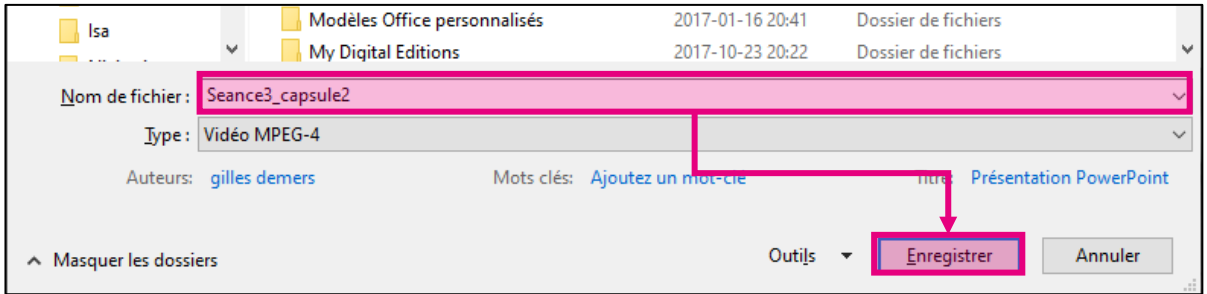 Isa
Modèles Office personnalisés 2017-01-16 20:41 Dossier de fichiers
My Digital Editions 2017-10-23 20:22 Dossier de fichiers
Nom de fichier : Seance3_capsule2
Type : Vidéo MPEG-4
Auteurs: gilles demers Mots clés: Ajoutez un mot-clé Titre: Présentation PowerPoint
Masquer les dossiers Outils Enregistrer Annuler